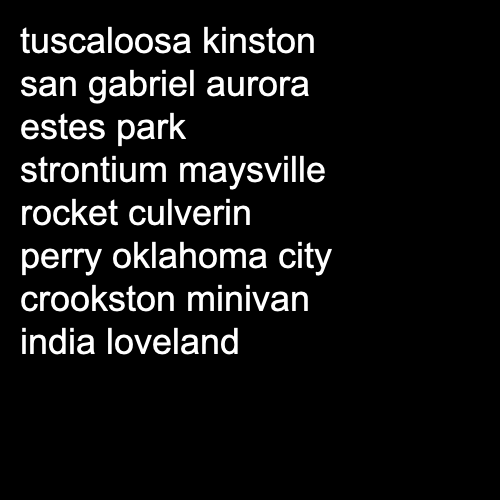 tuscaloosa kinston
san gabriel aurora
estes park
strontium maysville
rocket culverin
perry oklahoma city
crookston minivan
india loveland